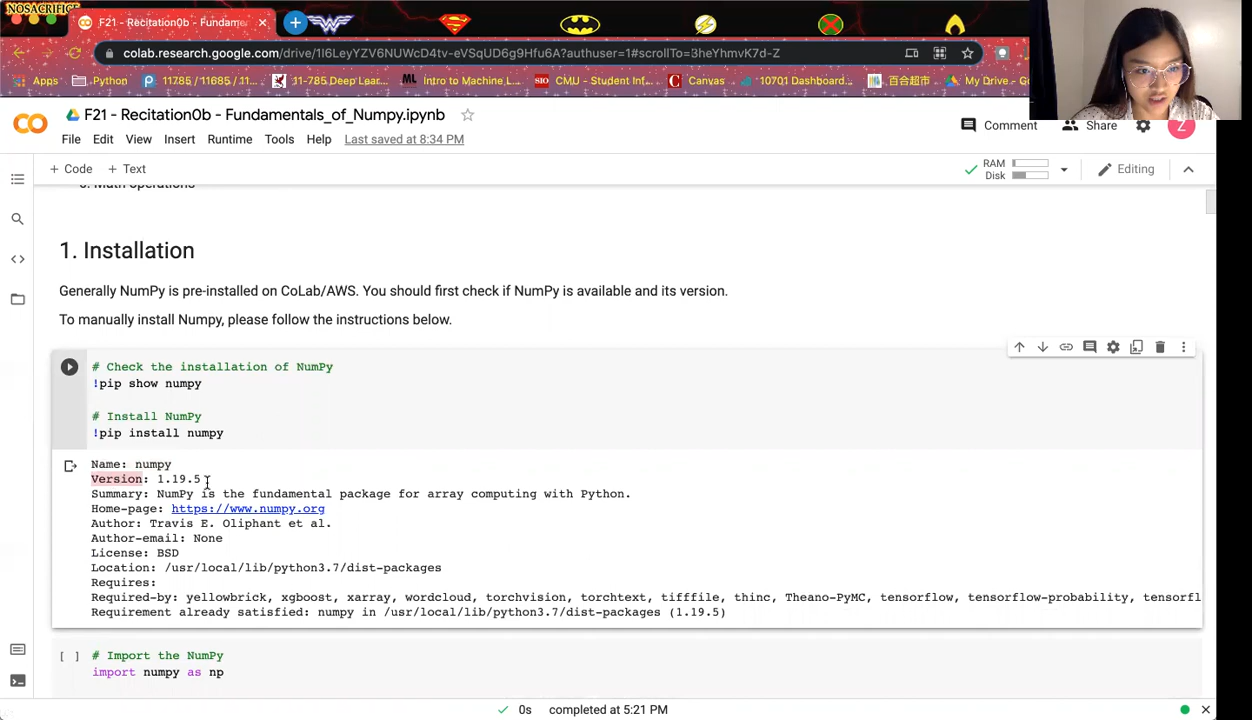 NOSACRIFICE
F21 - Recitation0b - Fundame
colab.research.google.com/drive/1I6LeyYZV6NUWcD4tv-eVSqUD6g9Hfu6A?authuser=1#scrollTo=3heYhmvK7d-Z
Apps Python 11785 / 11685 / 11... 11-785 Deep Lear... ML Intro to Machine L... SIO CMU - Student Inf... C Canvas 10701 Dashboard... 百合超市 My Drive - Go
F21 - Recitation0b - Fundamentals_of_Numpy.ipynb
Comment Share Z
File Edit View Insert Runtime Tools Help Last saved at 8:34 PM
+ Code + Text RAM Disk Editing
6. Math Operations
1. Installation
Generally NumPy is pre-installed on CoLab/AWS. You should first check if NumPy is available and its version.
To manually install Numpy, please follow the instructions below.
# Check the installation of NumPy
!pip show numpy
# Install NumPy
!pip install numpy
Name: numpy
Version: 1.19.5
Summary: NumPy is the fundamental package for array computing with Python.
Home-page: https://www.numpy.org
Author: Travis E. Oliphant et al.
Author-email: None
License: BSD
Location: /usr/local/lib/python3.7/dist-packages
Requires:
Required-by: yellowbrick, xgboost, xarray, wordcloud, torchvision, torchtext, tifffile, thinc, Theano-PyMC, tensorflow, tensorflow-probability, tensorfl
Requirement already satisfied: numpy in /usr/local/lib/python3.7/dist-packages (1.19.5)
[ ] # Import the NumPy
import numpy as np
0s completed at 5:21 PM